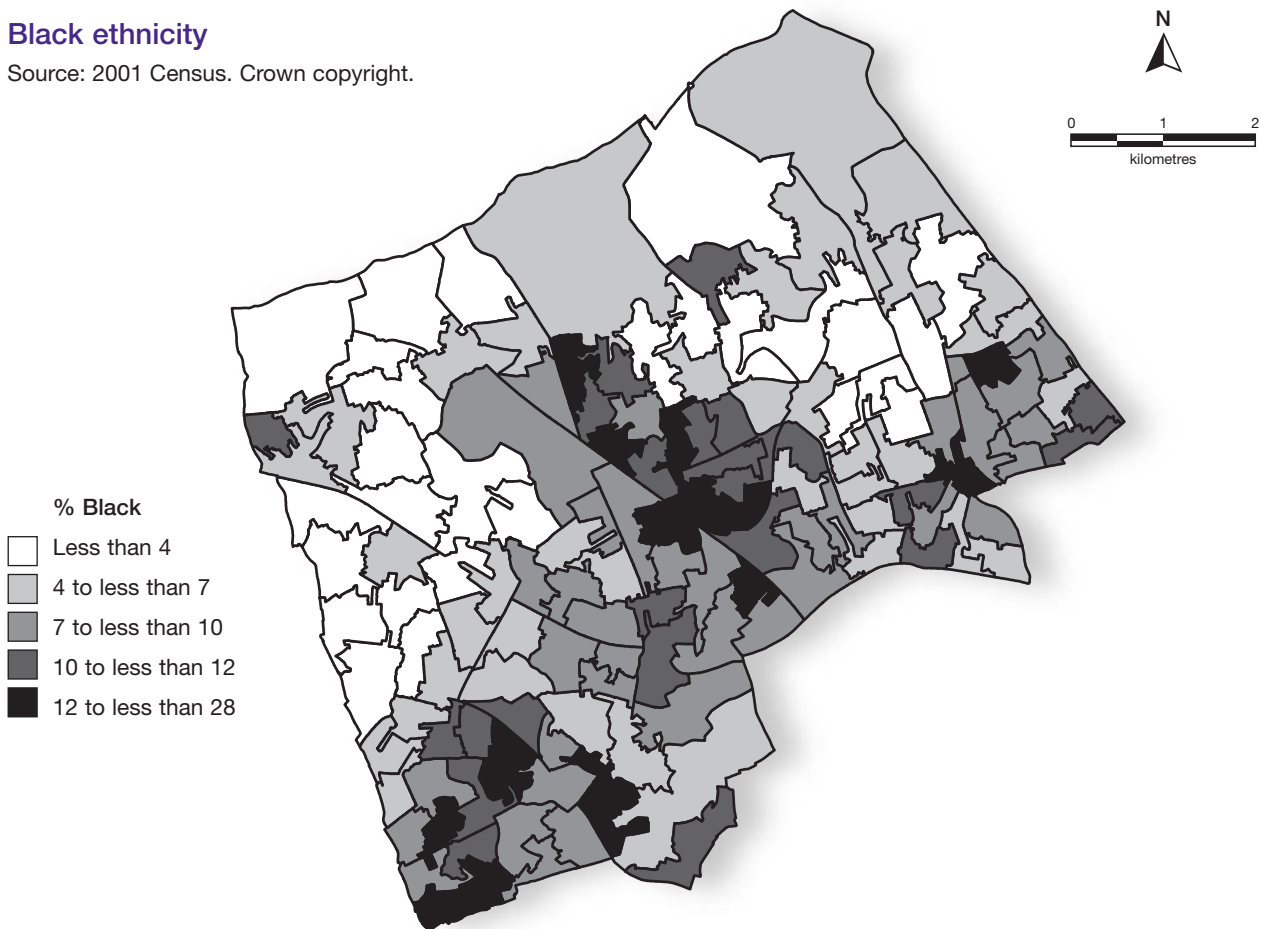 Black ethnicity
Source: 2001 Census. Crown copyright.
N
0 1 2
kilometres
% Black
Less than 4
4 to less than 7
7 to less than 10
10 to less than 12
12 to less than 28